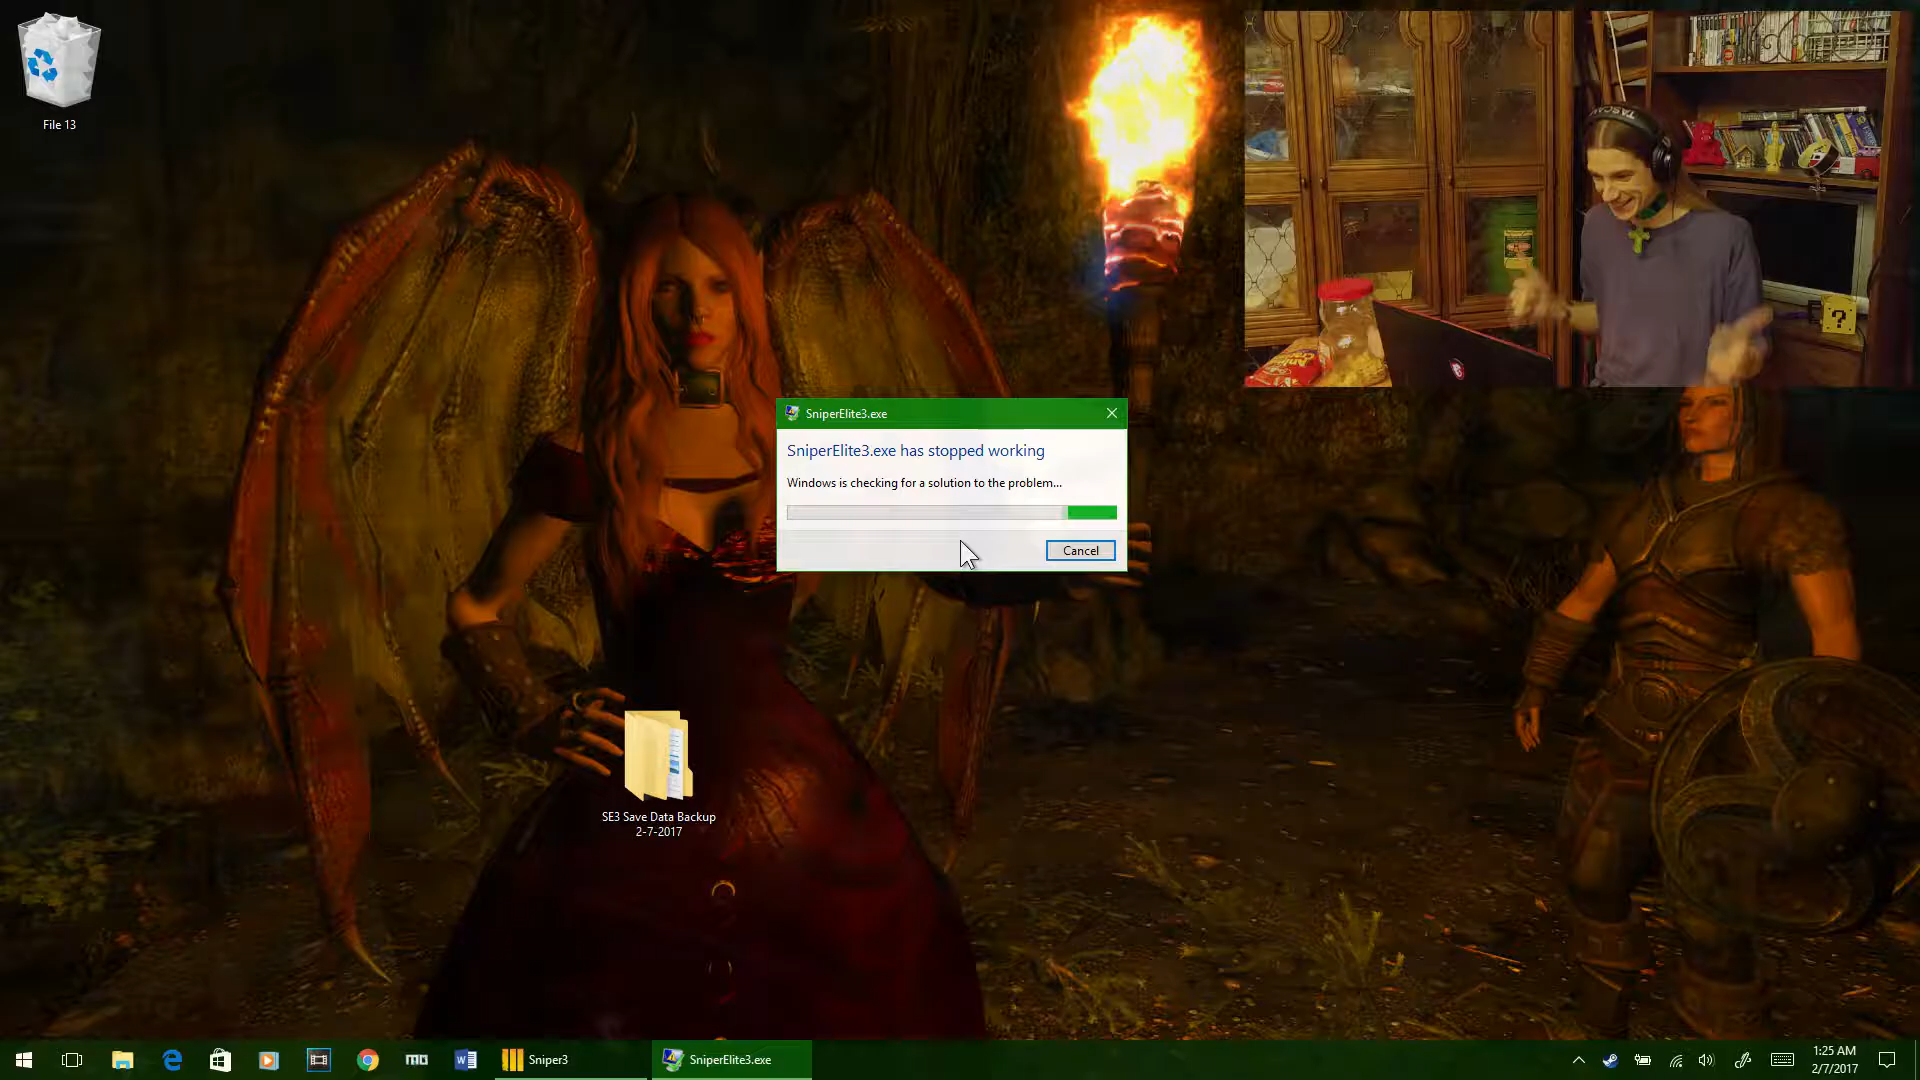 File 13
TASCAM
SniperElite3.exe
SniperElite3.exe has stopped working
Windows is checking for a solution to the problem...
Cancel
SE3 Save Data Backup
2-7-2017
Sniper3
SniperElite3.exe
1:25 AM
2/7/2017